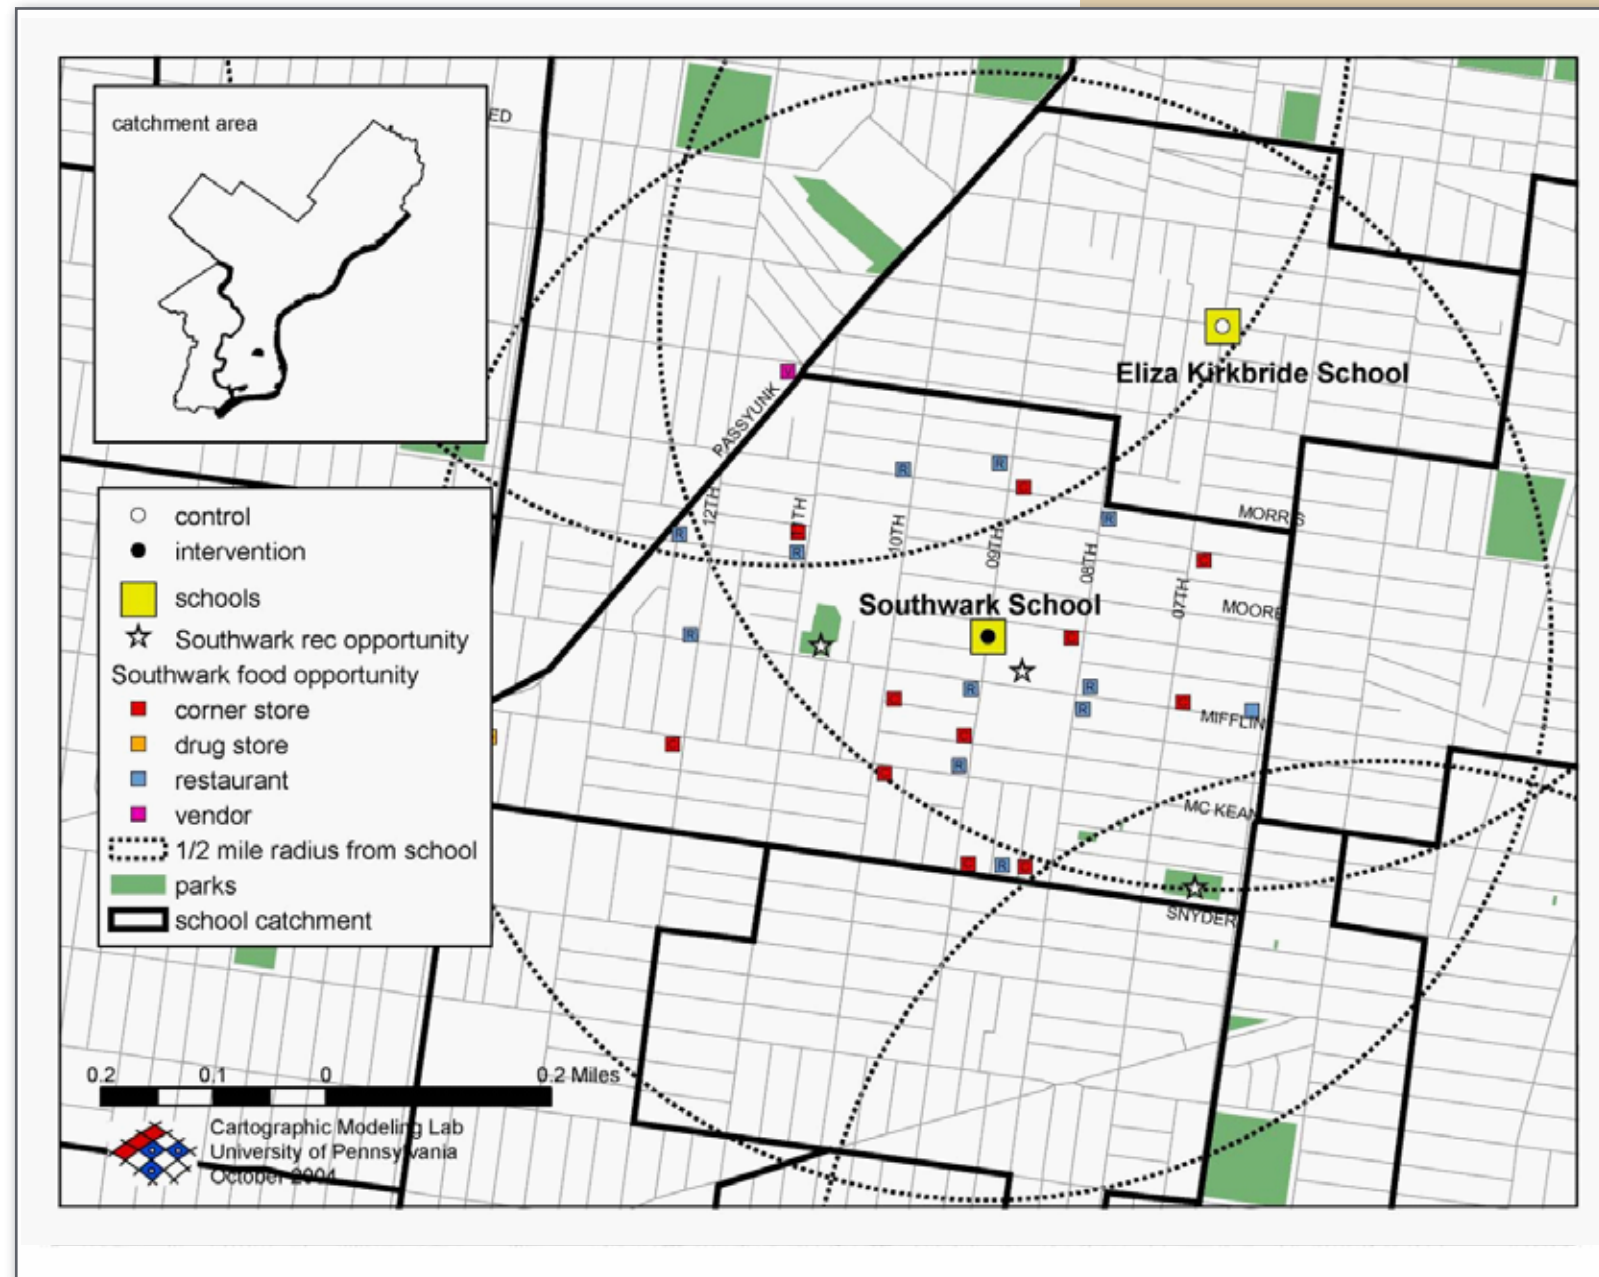 ED
catchment area
Eliza Kirkbride School
PASSYUNK
12TH
10TH
09TH
08TH
07TH
MORRIS
MOORE
Southwark School
MIFFLIN
MC KEAN
SNYDER
control
intervention
schools
Southwark rec opportunity
Southwark food opportunity
corner store
drug store
restaurant
vendor
1/2 mile radius from school
parks
school catchment
V
R
R
C
R
C
R
R
C
R
C
R
R
R
C
C
C
C
R
C
C
R
C
0.2 0.1 0 0.2 Miles
Cartographic Modeling Lab
University of Pennsylvania
October 2004